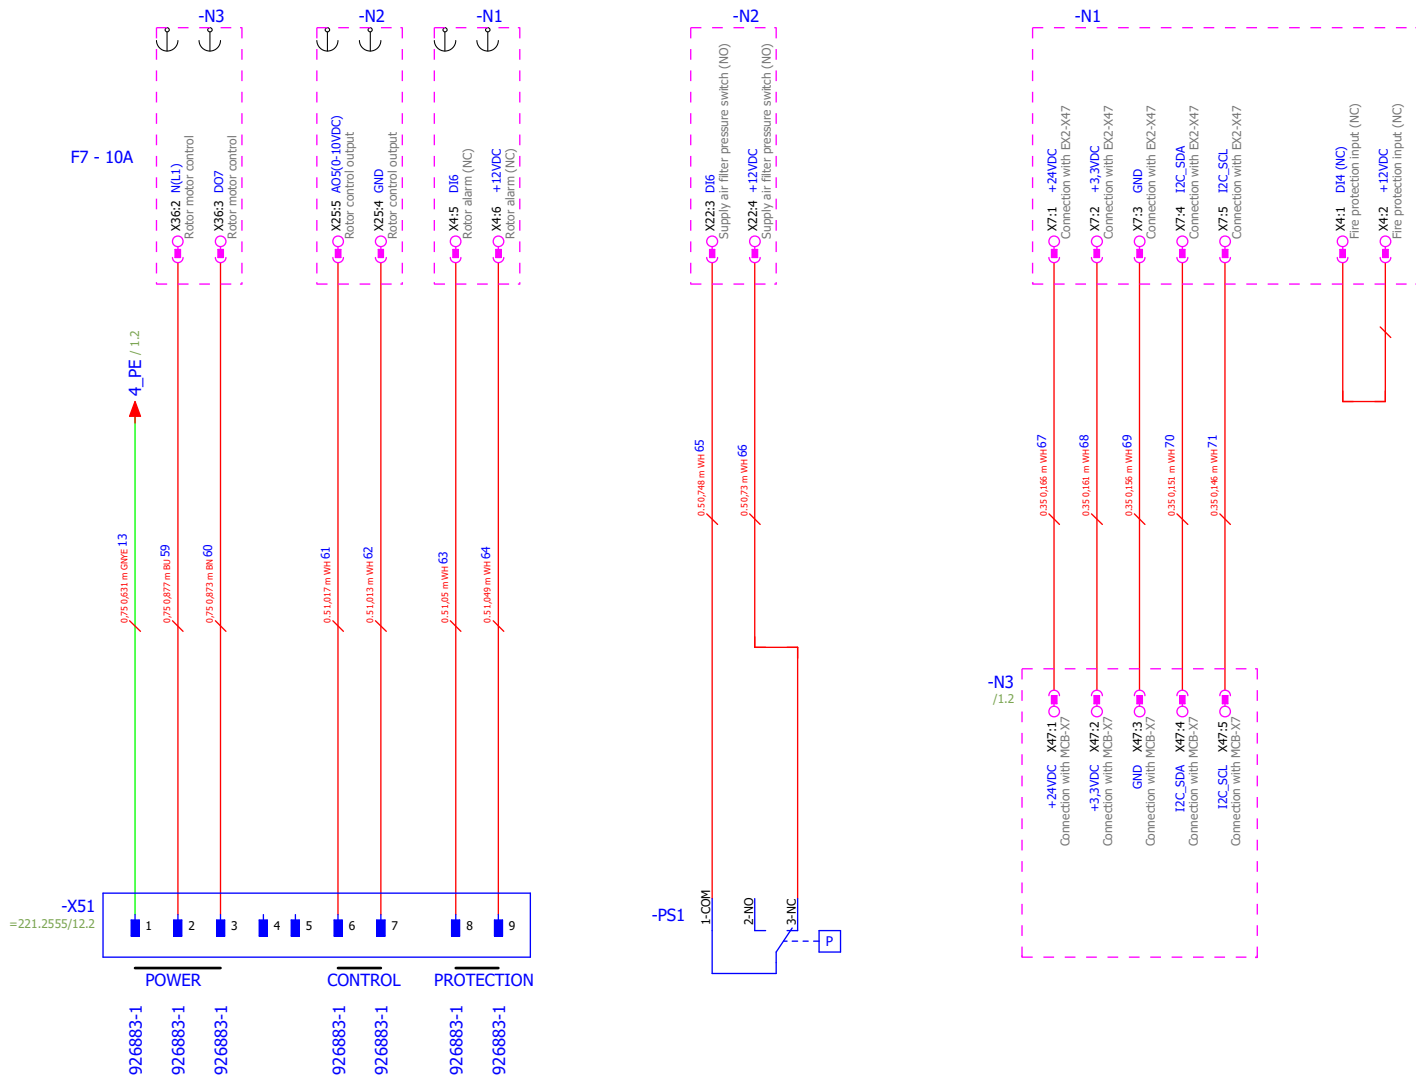 -N3
-N2
-N1
-N2
-N1
F7 - 10A
X36:2 N(L1)
Rotor motor control
X36:3 DO7
Rotor motor control
X25:5 AO5(0-10VDC)
Rotor control output
X25:4 GND
Rotor control output
X4:5 DI6
Rotor alarm (NC)
X4:6 +12VDC
Rotor alarm (NC)
X22:3 DI6
Supply air filter pressure switch (NO)
X22:4 +12VDC
Supply air filter pressure switch (NO)
X7:1 +24VDC
Connection with EX2-X47
X7:2 +3,3VDC
Connection with EX2-X47
X7:3 GND
Connection with EX2-X47
X7:4 I2C_SDA
Connection with EX2-X47
X7:5 I2C_SCL
Connection with EX2-X47
X4:1 DI4 (NC)
Fire protection input (NC)
X4:2 +12VDC
Fire protection input (NC)
4_PE / 1.2
0,75 0,631 m GNYE 13
0,75 0,877 m BU 59
0,75 0,873 m BN 60
0.5 1,017 m WH 61
0.5 1,013 m WH 62
0.5 1,05 m WH 63
0.5 1,049 m WH 64
0.5 0,748 m WH 65
0.5 0,73 m WH 66
0.35 0,166 m WH 67
0.35 0,161 m WH 68
0.35 0,156 m WH 69
0.35 0,151 m WH 70
0.35 0,146 m WH 71
-N3
/1.2
+24VDC X47:1
Connection with MCB-X7
+3,3VDC X47:2
Connection with MCB-X7
GND X47:3
Connection with MCB-X7
I2C_SDA X47:4
Connection with MCB-X7
I2C_SCL X47:5
Connection with MCB-X7
-X51
=221.2555/12.2
1 2 3 4 5 6 7 8 9
POWER
CONTROL
PROTECTION
926883-1
926883-1
926883-1
926883-1
926883-1
926883-1
926883-1
-PS1
1-COM
2-NO
3-NC
P